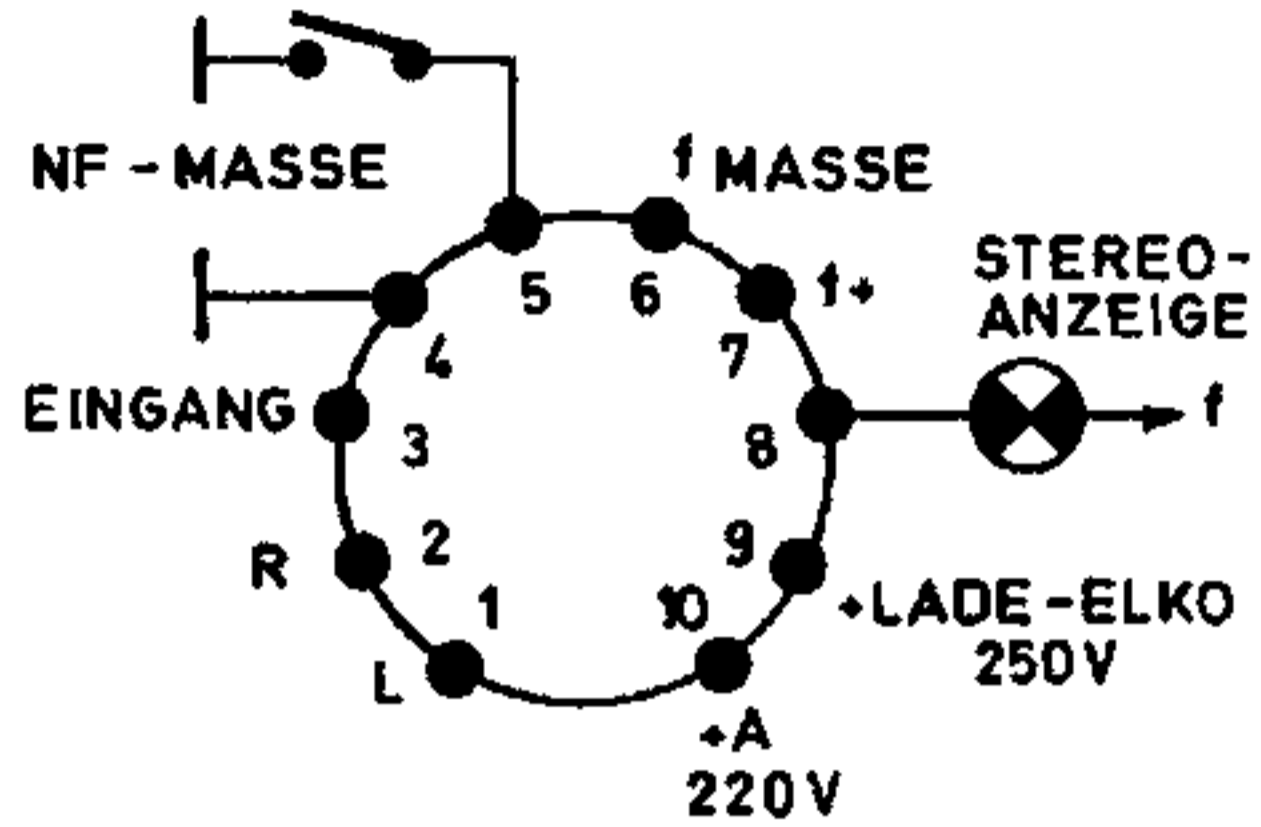 NF - MASSE
f MASSE
5
6
f+
STEREO-
ANZEIGE
4
7
EINGANG
3
8
f
R
2
9
1
10
+LADE-ELKO
250V
L
+A
220V